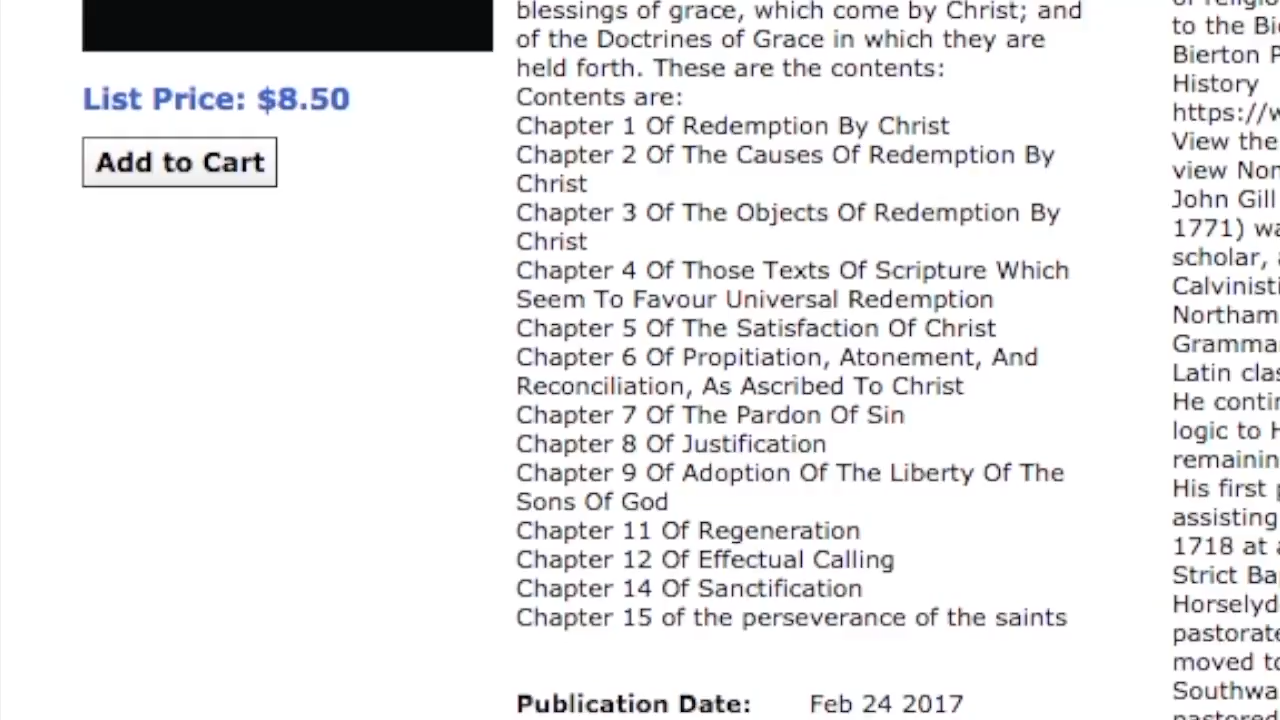 List Price: $8.50
Add to Cart
blessings of grace, which come by Christ; and
of the Doctrines of Grace in which they are
held forth. These are the contents:
Contents are:
Chapter 1 Of Redemption By Christ
Chapter 2 Of The Causes Of Redemption By
Christ
Chapter 3 Of The Objects Of Redemption By
Christ
Chapter 4 Of Those Texts Of Scripture Which
Seem To Favour Universal Redemption
Chapter 5 Of The Satisfaction Of Christ
Chapter 6 Of Propitiation, Atonement, And
Reconciliation, As Ascribed To Christ
Chapter 7 Of The Pardon Of Sin
Chapter 8 Of Justification
Chapter 9 Of Adoption Of The Liberty Of The
Sons Of God
Chapter 11 Of Regeneration
Chapter 12 Of Effectual Calling
Chapter 14 Of Sanctification
Chapter 15 of the perseverance of the saints
Publication Date: Feb 24 2017
to the
Bierton
History
https://w
View the
view
John Gill
1771)
scholar,
Calvinisti
Northam
Gramma
Latin
He
logic to
remainin
His first
assisting
1718 at
Strict
Horselyd
pastorate
moved
Southwa
pastored